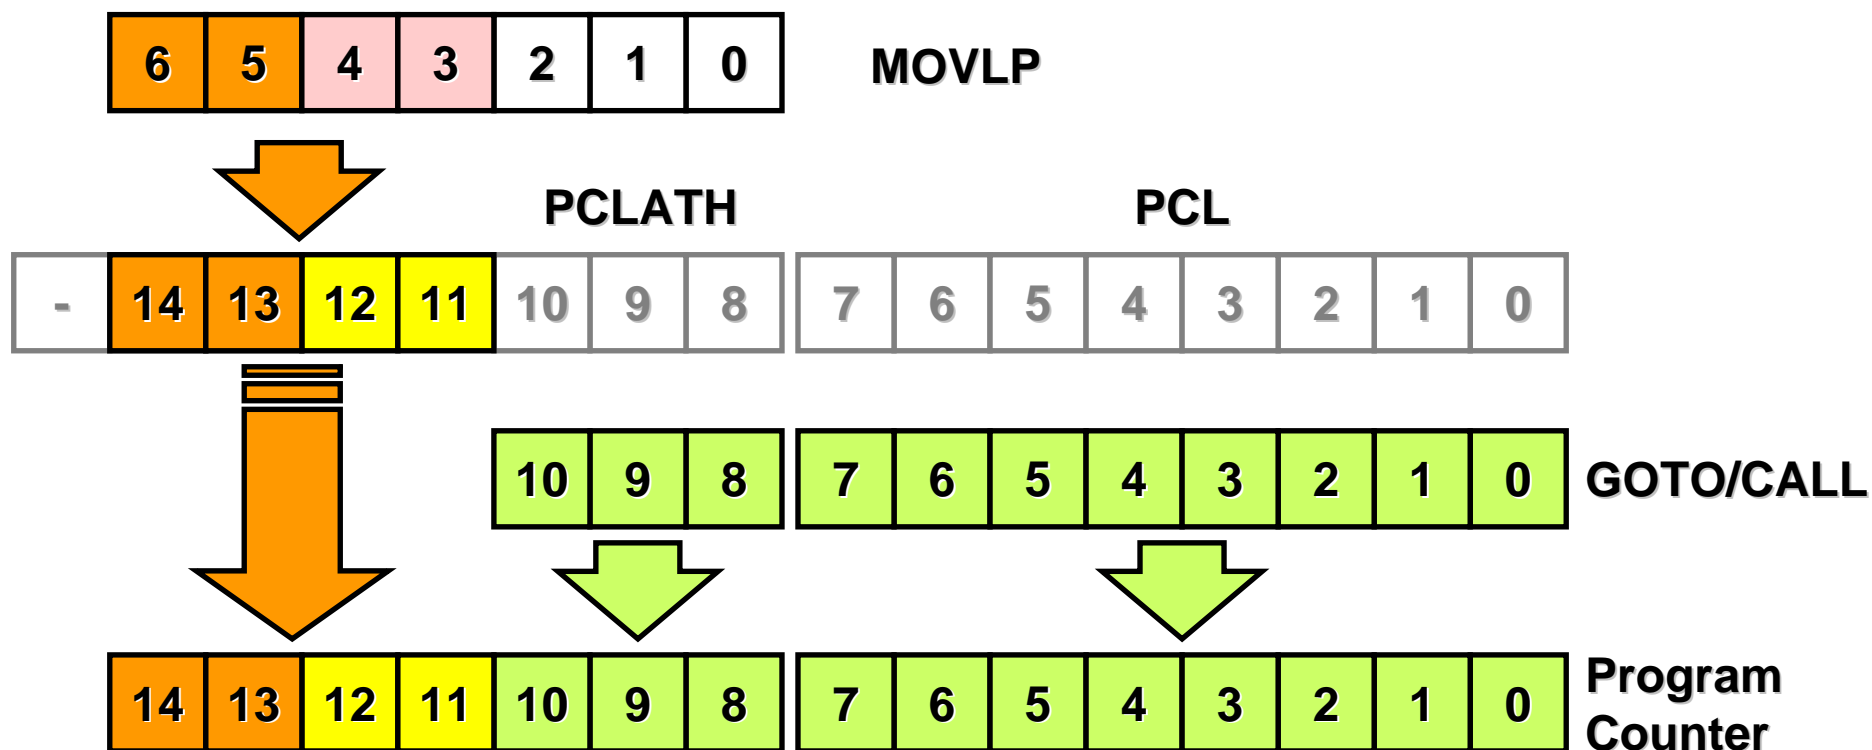 6 5 4 3 2 1 0 MOVLP
PCLATH PCL
- 14 13 12 11 10 9 8 7 6 5 4 3 2 1 0
10 9 8 7 6 5 4 3 2 1 0 GOTO/CALL
14 13 12 11 10 9 8 7 6 5 4 3 2 1 0 Program
Counter